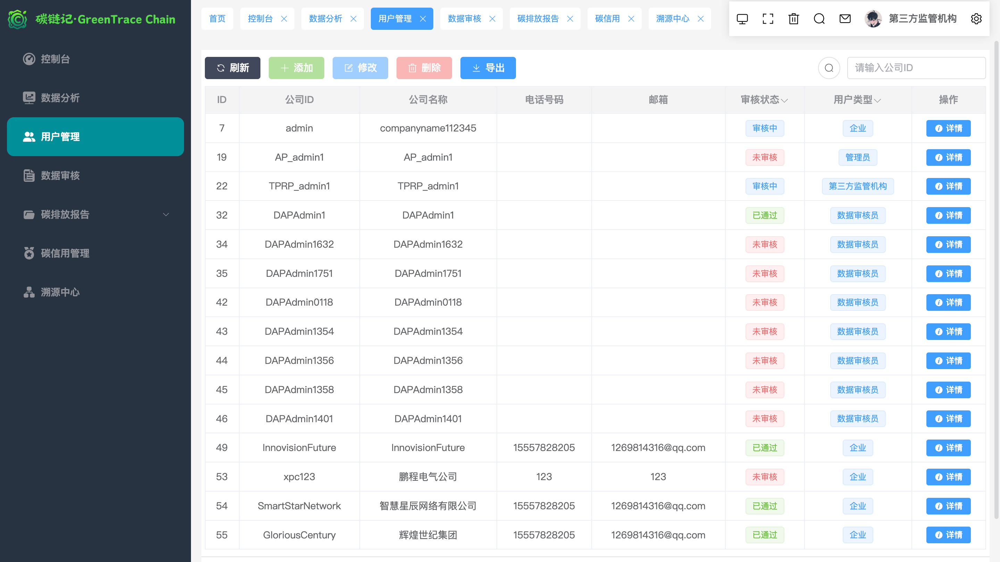 碳链记·GreenTrace Chain
控制台
数据分析
用户管理
数据审核
碳排放报告
碳信用管理
溯源中心
首页 控制台 数据分析 用户管理 数据审核 碳排放报告 碳信用 溯源中心 第三方监管机构
刷新 添加 修改 删除 导出 请输入公司ID
ID 公司ID 公司名称 电话号码 邮箱 审核状态 用户类型 操作
7 admin companyname112345 审核中 企业 详情
19 AP_admin1 AP_admin1 未审核 管理员 详情
22 TPRP_admin1 TPRP_admin1 审核中 第三方监管机构 详情
32 DAPAdmin1 DAPAdmin1 已通过 数据审核员 详情
34 DAPAdmin1632 DAPAdmin1632 未审核 数据审核员 详情
35 DAPAdmin1751 DAPAdmin1751 未审核 数据审核员 详情
42 DAPAdmin0118 DAPAdmin0118 未审核 数据审核员 详情
43 DAPAdmin1354 DAPAdmin1354 未审核 数据审核员 详情
44 DAPAdmin1356 DAPAdmin1356 未审核 数据审核员 详情
45 DAPAdmin1358 DAPAdmin1358 未审核 数据审核员 详情
46 DAPAdmin1401 DAPAdmin1401 未审核 数据审核员 详情
49 InnovisionFuture InnovisionFuture 15557828205 1269814316@qq.com 已通过 企业 详情
53 xpc123 鹏程电气公司 123 123 未审核 企业 详情
54 SmartStarNetwork 智慧星辰网络有限公司 15557828205 1269814316@qq.com 已通过 企业 详情
55 GloriousCentury 辉煌世纪集团 15557828205 1269814316@qq.com 已通过 企业 详情